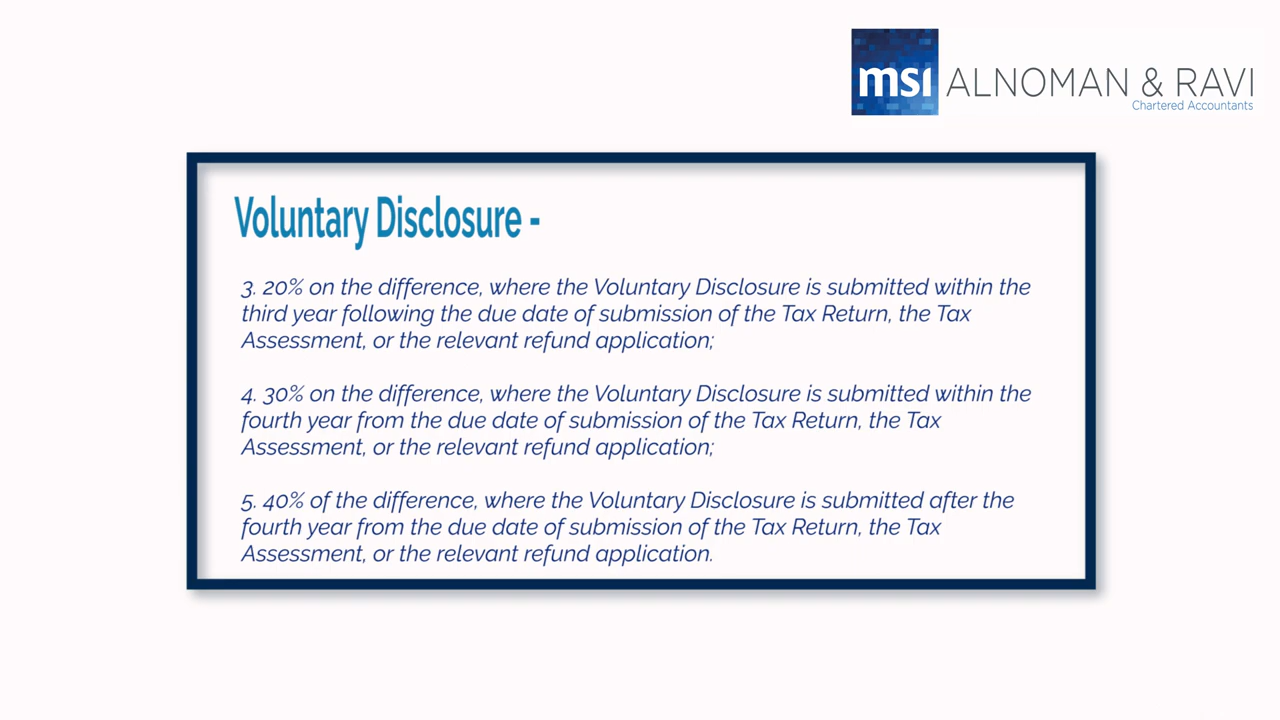 msi ALNOMAN & RAVI
Chartered Accountants
Voluntary Disclosure -
3. 20% on the difference, where the Voluntary Disclosure is submitted within the
third year following the due date of submission of the Tax Return, the Tax
Assessment, or the relevant refund application;
4. 30% on the difference, where the Voluntary Disclosure is submitted within the
fourth year from the due date of submission of the Tax Return, the Tax
Assessment, or the relevant refund application;
5. 40% of the difference, where the Voluntary Disclosure is submitted after the
fourth year from the due date of submission of the Tax Return, the Tax
Assessment, or the relevant refund application.